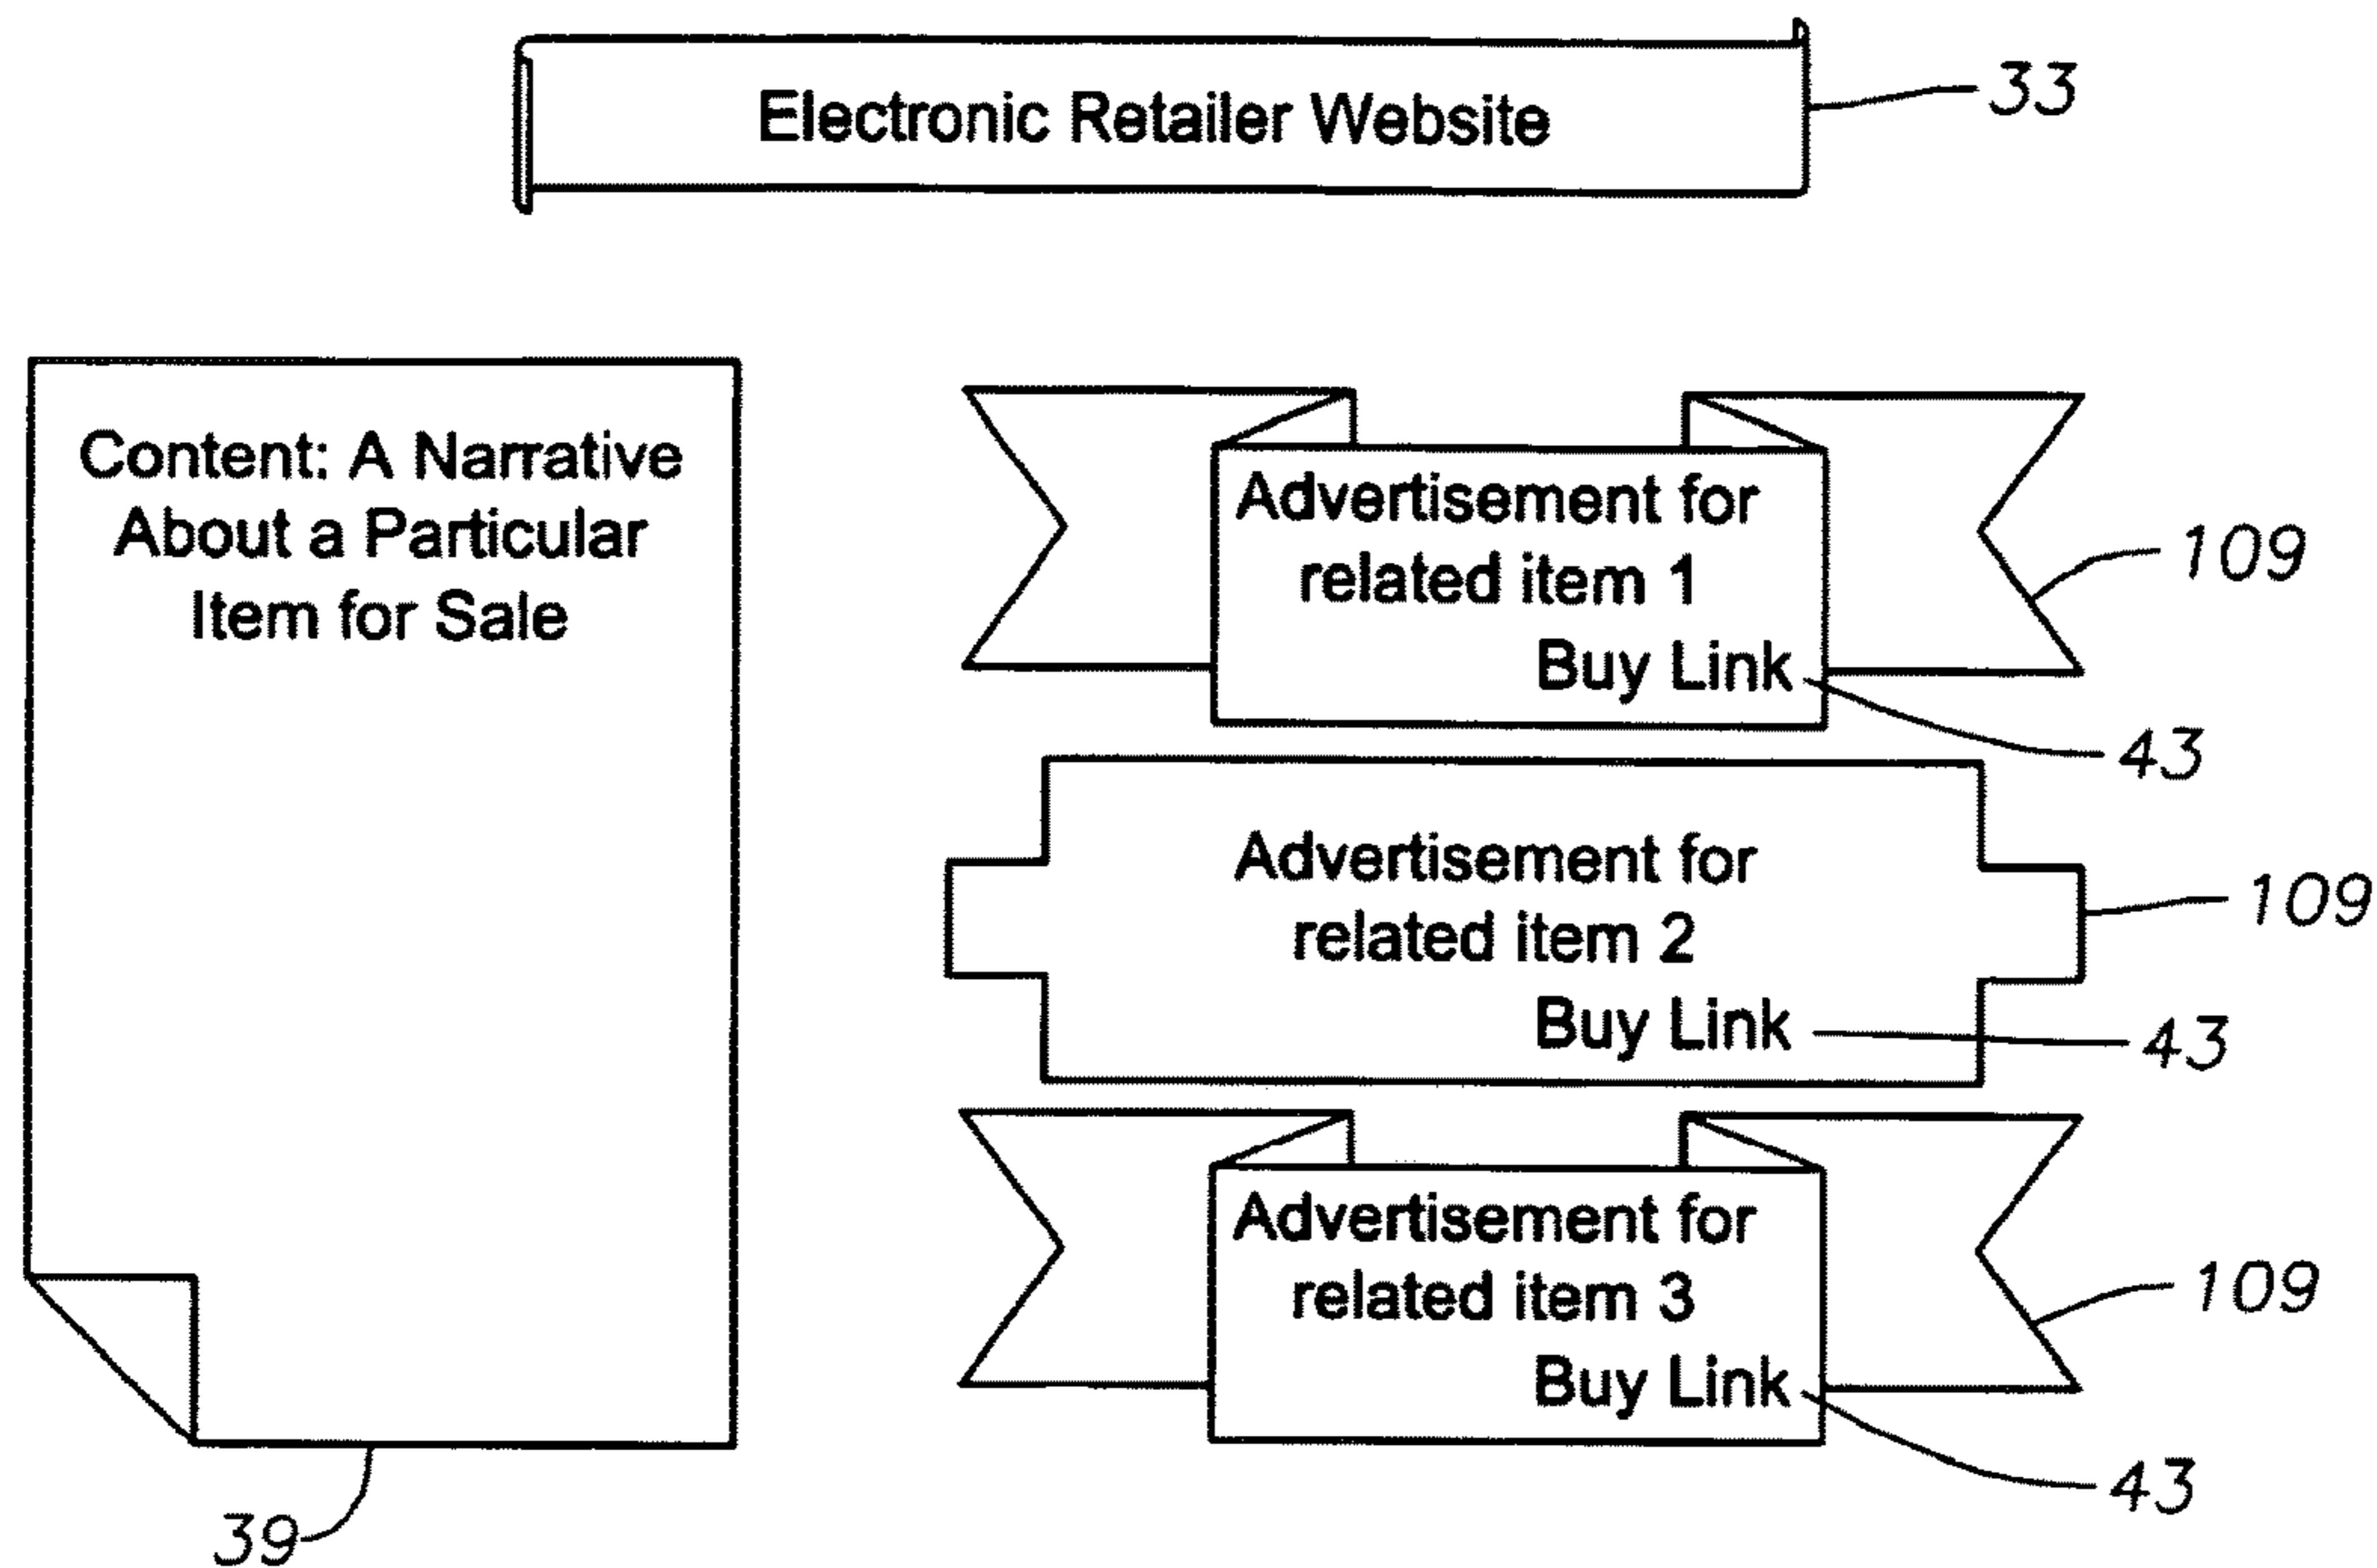 Electronic Retailer Website
33
Content: A Narrative
About a Particular
Item for Sale
39
Advertisement for
related item 1
Buy Link
109
43
Advertisement for
related item 2
Buy Link
109
43
Advertisement for
related item 3
Buy Link
109
43